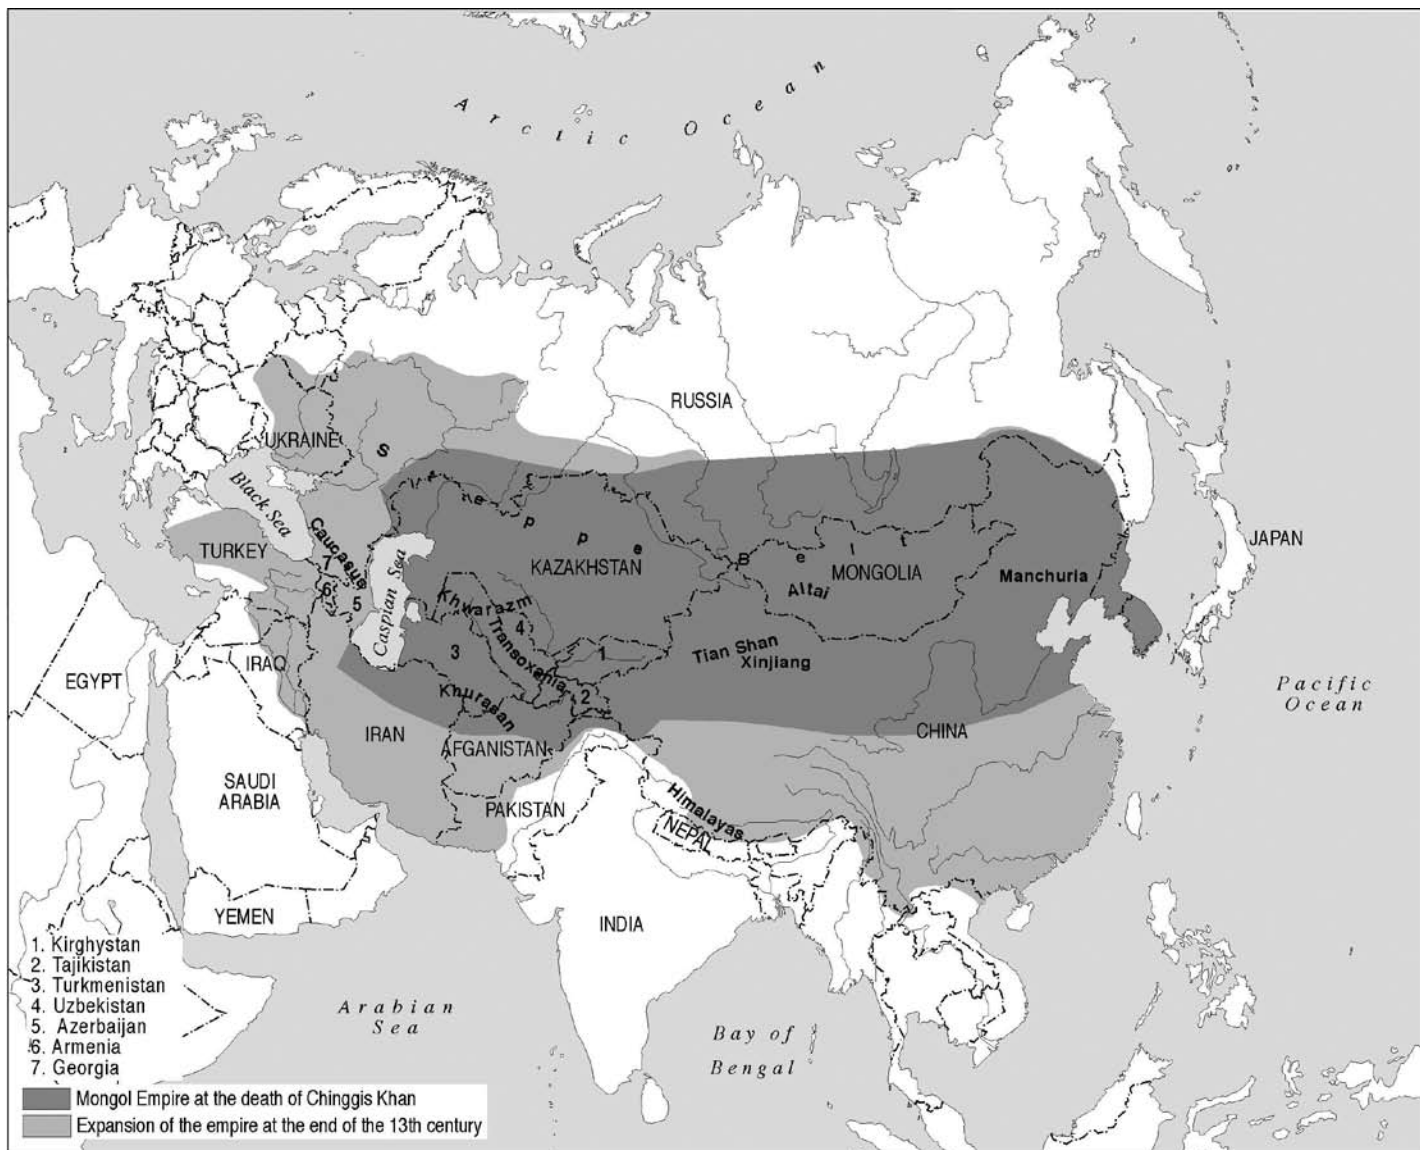 Arctic Ocean
RUSSIA
UKRAINE
Steppe Belt
Black Sea
Caucasus
TURKEY
7
6
5
Caspian Sea
KAZAKHSTAN
MONGOLIA
Altai
Manchuria
JAPAN
Khwarazm
4
Transoxania
3
1
2
Tian Shan
Xinjiang
Khurasan
EGYPT
IRAQ
IRAN
AFGANISTAN
CHINA
Pacific
Ocean
SAUDI
ARABIA
PAKISTAN
Himalayas
NEPAL
YEMEN
INDIA
Arabian
Sea
Bay of
Bengal
1. Kirghystan
2. Tajikistan
3. Turkmenistan
4. Uzbekistan
5. Azerbaijan
6. Armenia
7. Georgia
Mongol Empire at the death of Chinggis Khan
Expansion of the empire at the end of the 13th century